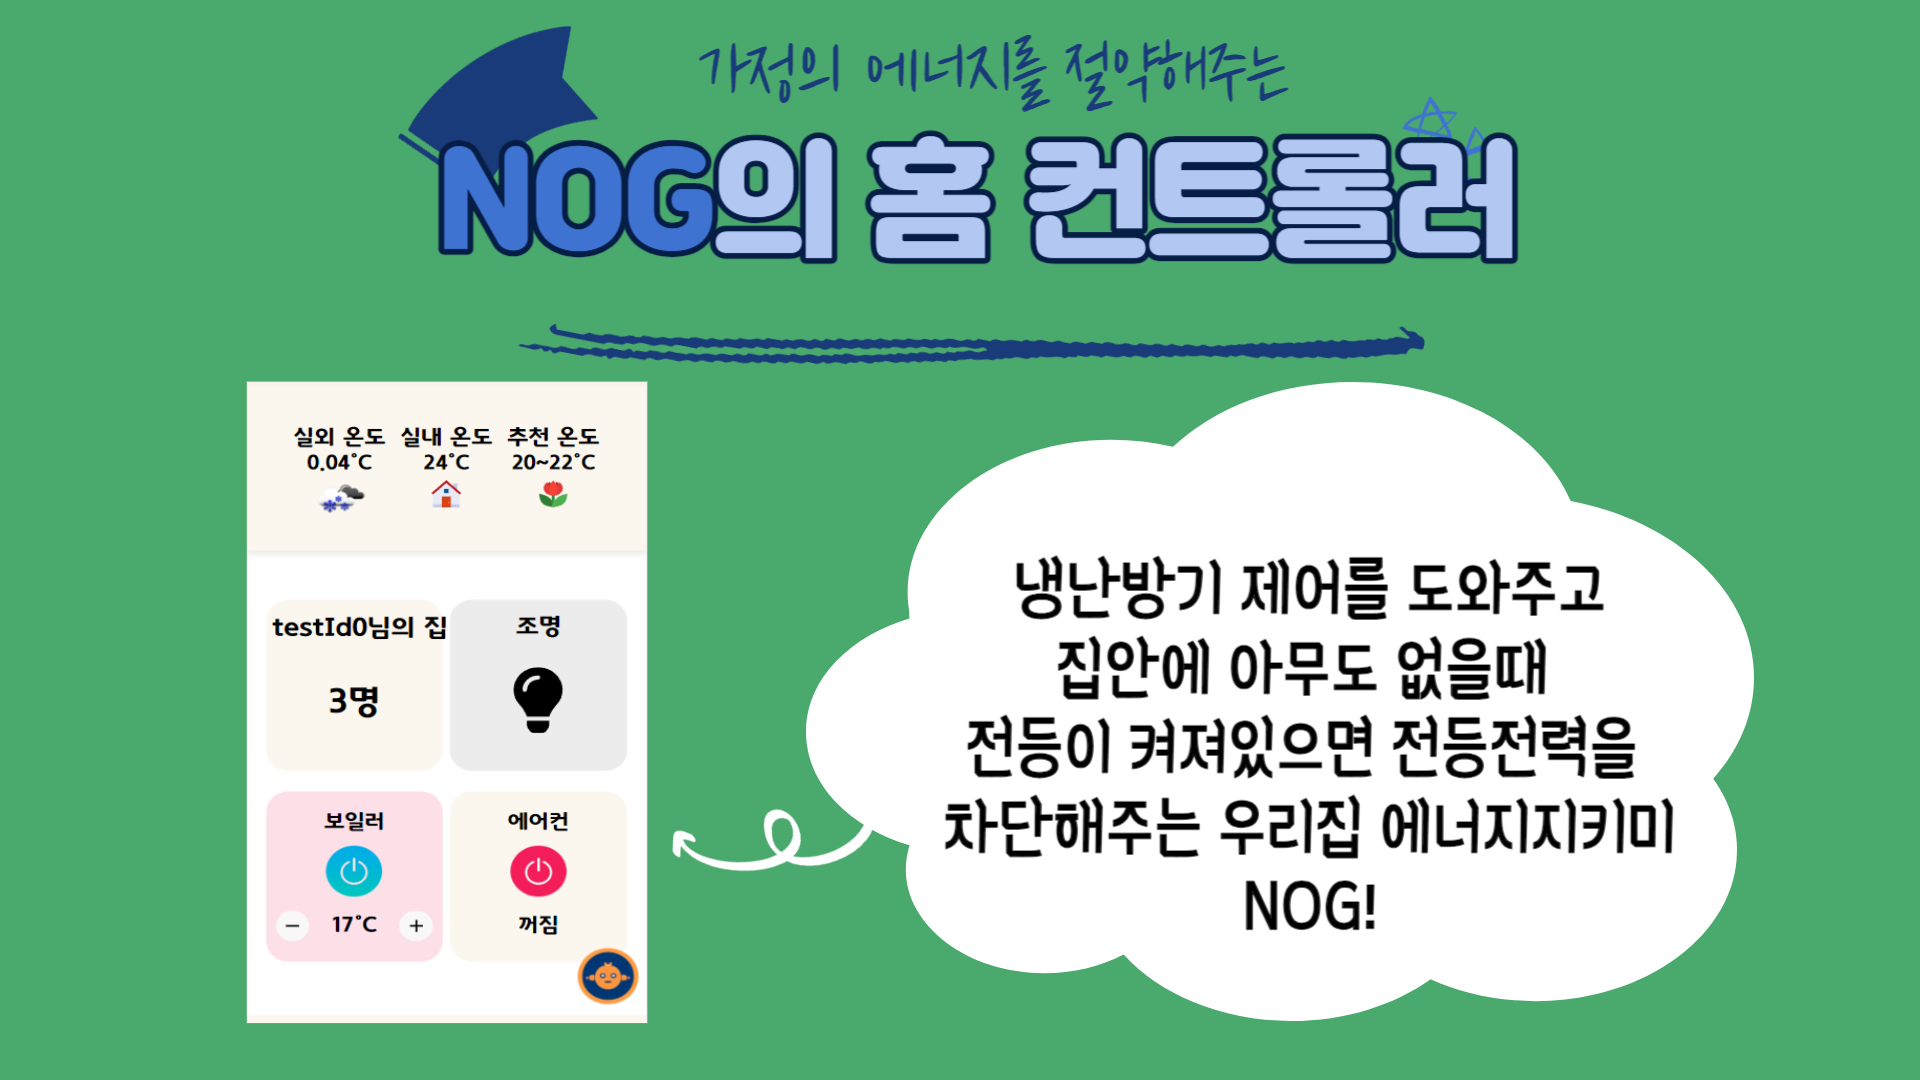 가정의 에너지를 절약해주는
NOG의 홈 컨트롤러
실외 온도 실내 온도 추천 온도
0.04°C 24°C 20~22°C
testId0님의 집 조명
3명
보일러 에어컨
− 17°C + 꺼짐
냉난방기 제어를 도와주고
집안에 아무도 없을때
전등이 켜져있으면 전등전력을
차단해주는 우리집 에너지지키미
NOG!